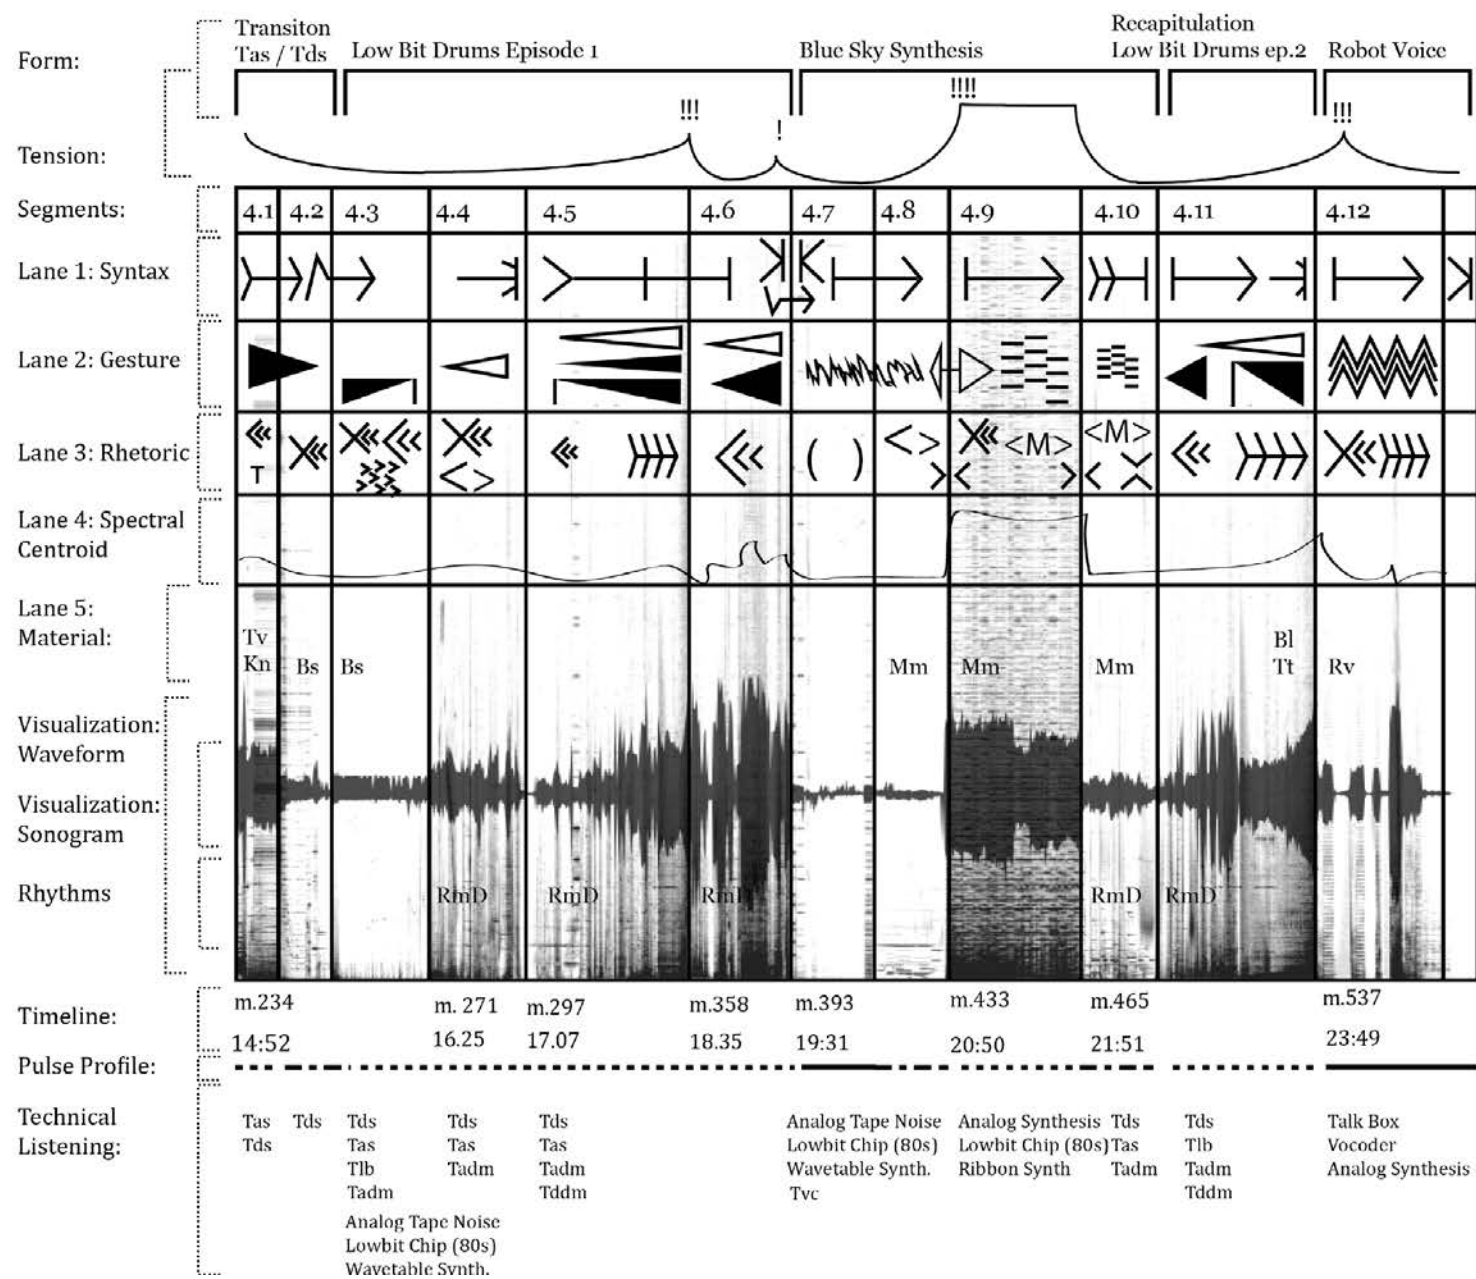 Form:
Transiton
Tas / Tds
Low Bit Drums Episode 1
Blue Sky Synthesis
Recapitulation
Low Bit Drums ep.2
Robot Voice
Tension:
!!!
!
!!!!
!!!
Segments:
4.1 4.2 4.3 4.4 4.5 4.6 4.7 4.8 4.9 4.10 4.11 4.12
Lane 1: Syntax
Lane 2: Gesture
Lane 3: Rhetoric
T
( )
< >
<M>
<M>
Lane 4: Spectral
Centroid
Lane 5:
Material:
Tv
Kn
Bs
Bs
Mm
Mm
Mm
Bl
Tt
Rv
Visualization:
Waveform
Visualization:
Sonogram
Rhythms
RmD RmD RmD RmD RmD
Timeline:
m.234 m. 271 m.297 m.358 m.393 m.433 m.465 m.537
14:52 16.25 17.07 18.35 19:31 20:50 21:51 23:49
Pulse Profile:
Technical
Listening:
Tas
Tds
Tds
Tds
Tas
Tlb
Tadm
Analog Tape Noise
Lowbit Chip (80s)
Wavetable Synth.
Tds
Tas
Tadm
Tds
Tas
Tadm
Tddm
Analog Tape Noise
Lowbit Chip (80s)
Wavetable Synth.
Tvc
Analog Synthesis
Lowbit Chip (80s)
Ribbon Synth
Tds
Tas
Tadm
Tds
Tlb
Tadm
Tddm
Talk Box
Vocoder
Analog Synthesis